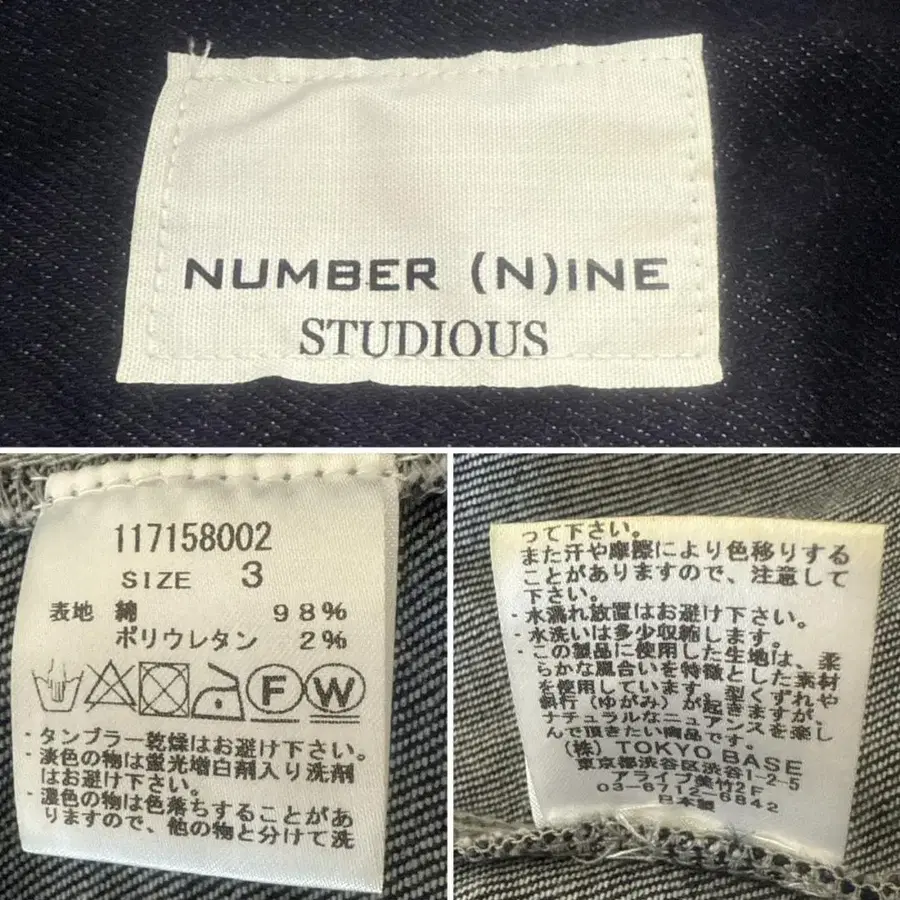 NUMBER (N)INE
STUDIOUS
117158002
SIZE 3
表地 綿 98%
ポリウレタン 2%
F W
・タンブラー乾燥はお避け下さい。
・淡色の物は蛍光増白剤入り洗剤
はお避け下さい。
・濃色の物は色落ちすることがあ
りますので、他の物と分けて洗
って下さい。
また汗や摩擦により色移りする
ことがありますので、注意して
下さい。
・水濡れ放置はお避け下さい。
・水洗いは多少収縮します。
・この製品に使用した生地は、柔
らかな風合いを特徴とした素材
を使用しています。型くずれや
斜行(ゆがみ)が起きますが、
ナチュラルなニュアンスを楽し
んで頂きたい商品です。
(株) TOKYO BASE
東京都渋谷区渋谷1-2-5
アライブ美竹2F
03-6712-6842
日本製